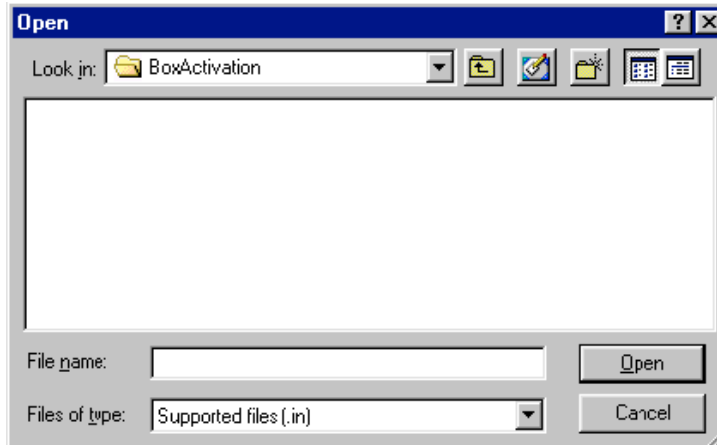 Open
Look in: BoxActivation
File name:
Open
Files of type: Supported files (.in)
Cancel